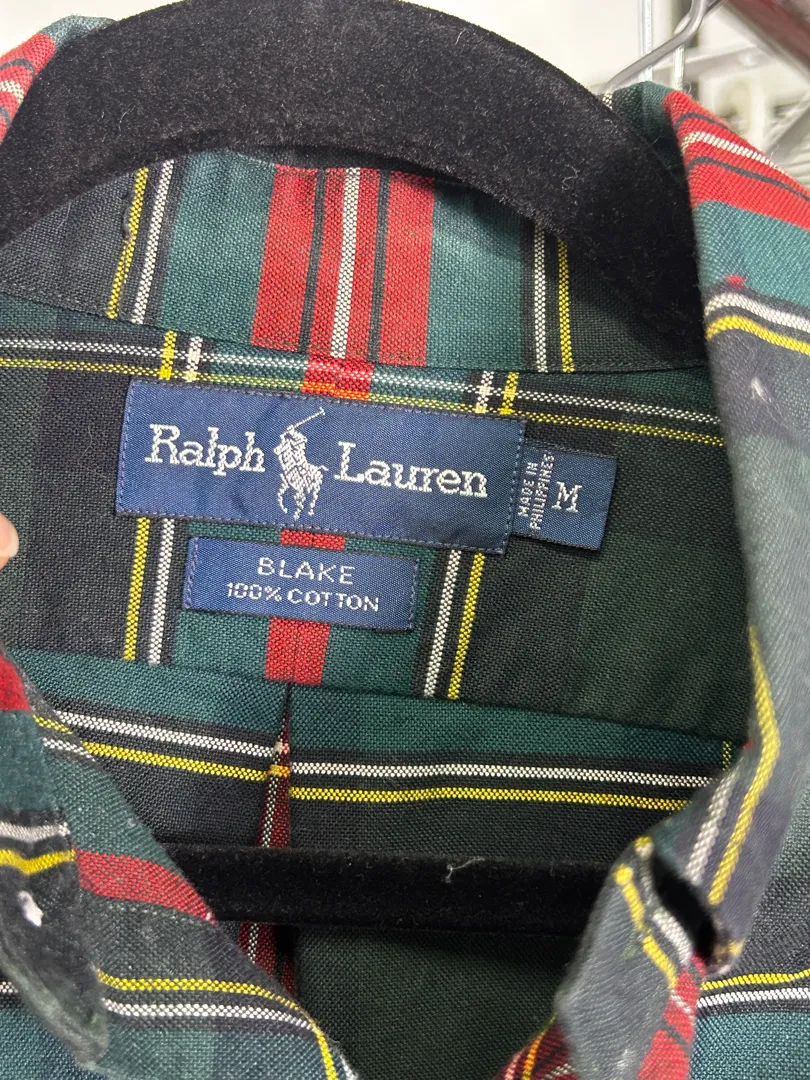 Ralph Lauren
MADE IN
PHILIPPINES
M
BLAKE
100% COTTON